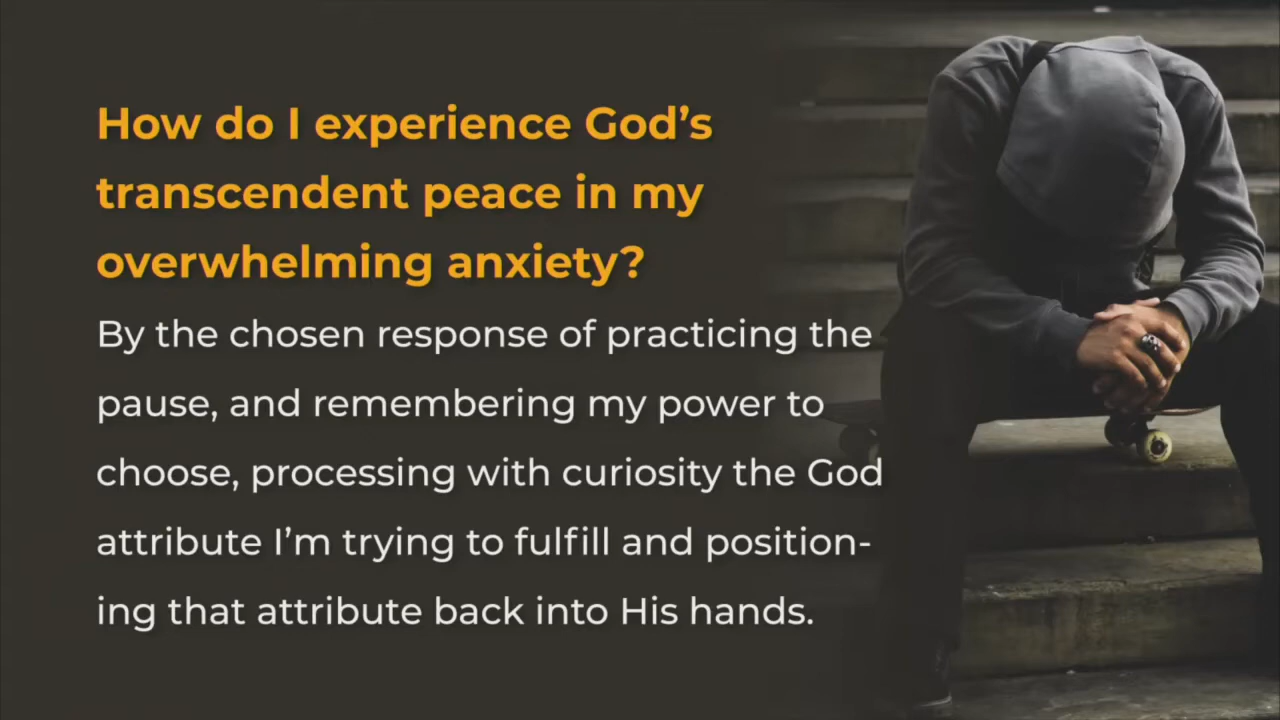 How do I experience God’s
transcendent peace in my
overwhelming anxiety?
By the chosen response of practicing the
pause, and remembering my power to
choose, processing with curiosity the God
attribute I’m trying to fulfill and position-
ing that attribute back into His hands.